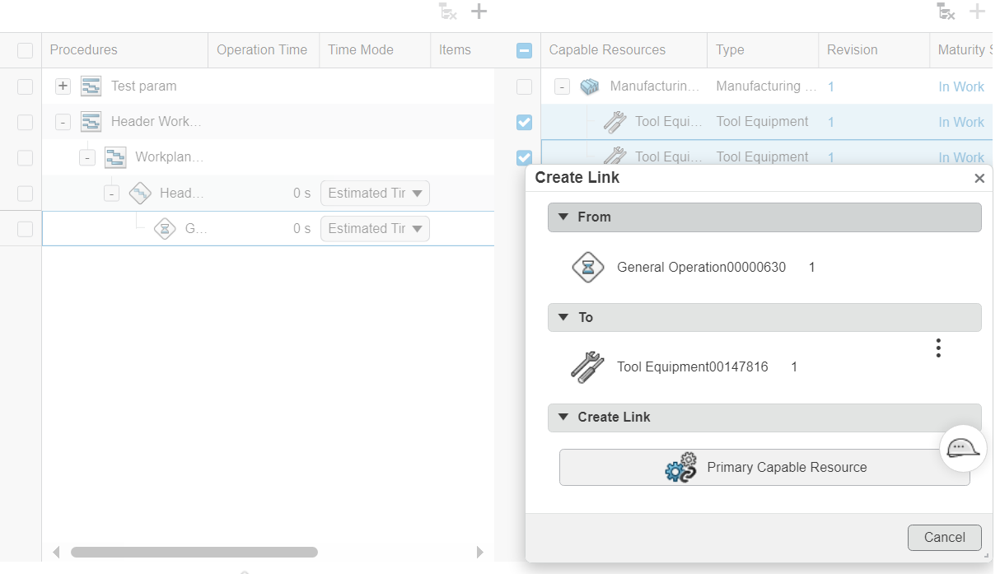 Procedures Operation Time Time Mode Items
Capable Resources Type Revision Maturity S
+ Test param
- Header Work...
- Workplan...
- Head... 0 s Estimated Tir
G... 0 s Estimated Tir
- Manufacturin... Manufacturing ... 1 In Work
Tool Equi... Tool Equipment 1 In Work
Tool Equi... Tool Equipment 1 In Work
Create Link
From
General Operation00000630 1
To
Tool Equipment00147816 1
Create Link
Primary Capable Resource
Cancel